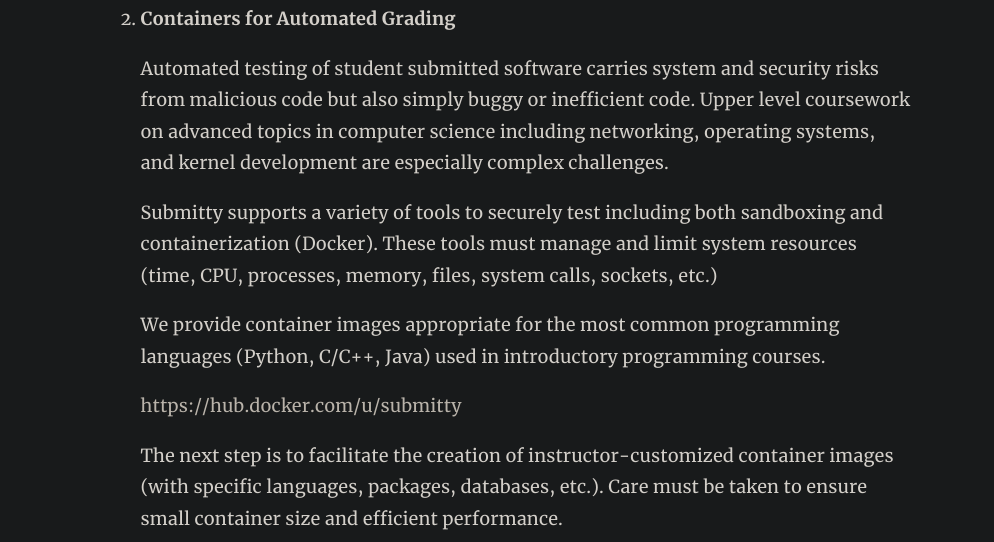 2. Containers for Automated Grading
Automated testing of student submitted software carries system and security risks
from malicious code but also simply buggy or inefficient code. Upper level coursework
on advanced topics in computer science including networking, operating systems,
and kernel development are especially complex challenges.
Submitty supports a variety of tools to securely test including both sandboxing and
containerization (Docker). These tools must manage and limit system resources
(time, CPU, processes, memory, files, system calls, sockets, etc.)
We provide container images appropriate for the most common programming
languages (Python, C/C++, Java) used in introductory programming courses.
https://hub.docker.com/u/submitty
The next step is to facilitate the creation of instructor-customized container images
(with specific languages, packages, databases, etc.). Care must be taken to ensure
small container size and efficient performance.